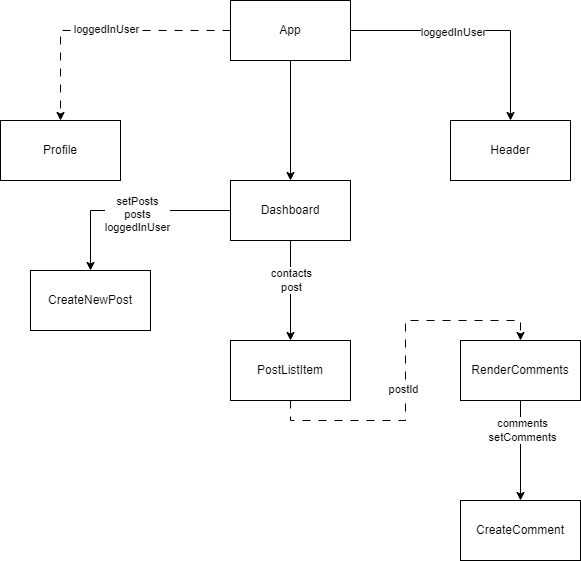 App
loggedInUser
loggedInUser
Profile
Header
Dashboard
setPosts
posts
loggedInUser
contacts
post
CreateNewPost
PostListItem
postId
RenderComments
comments
setComments
CreateComment